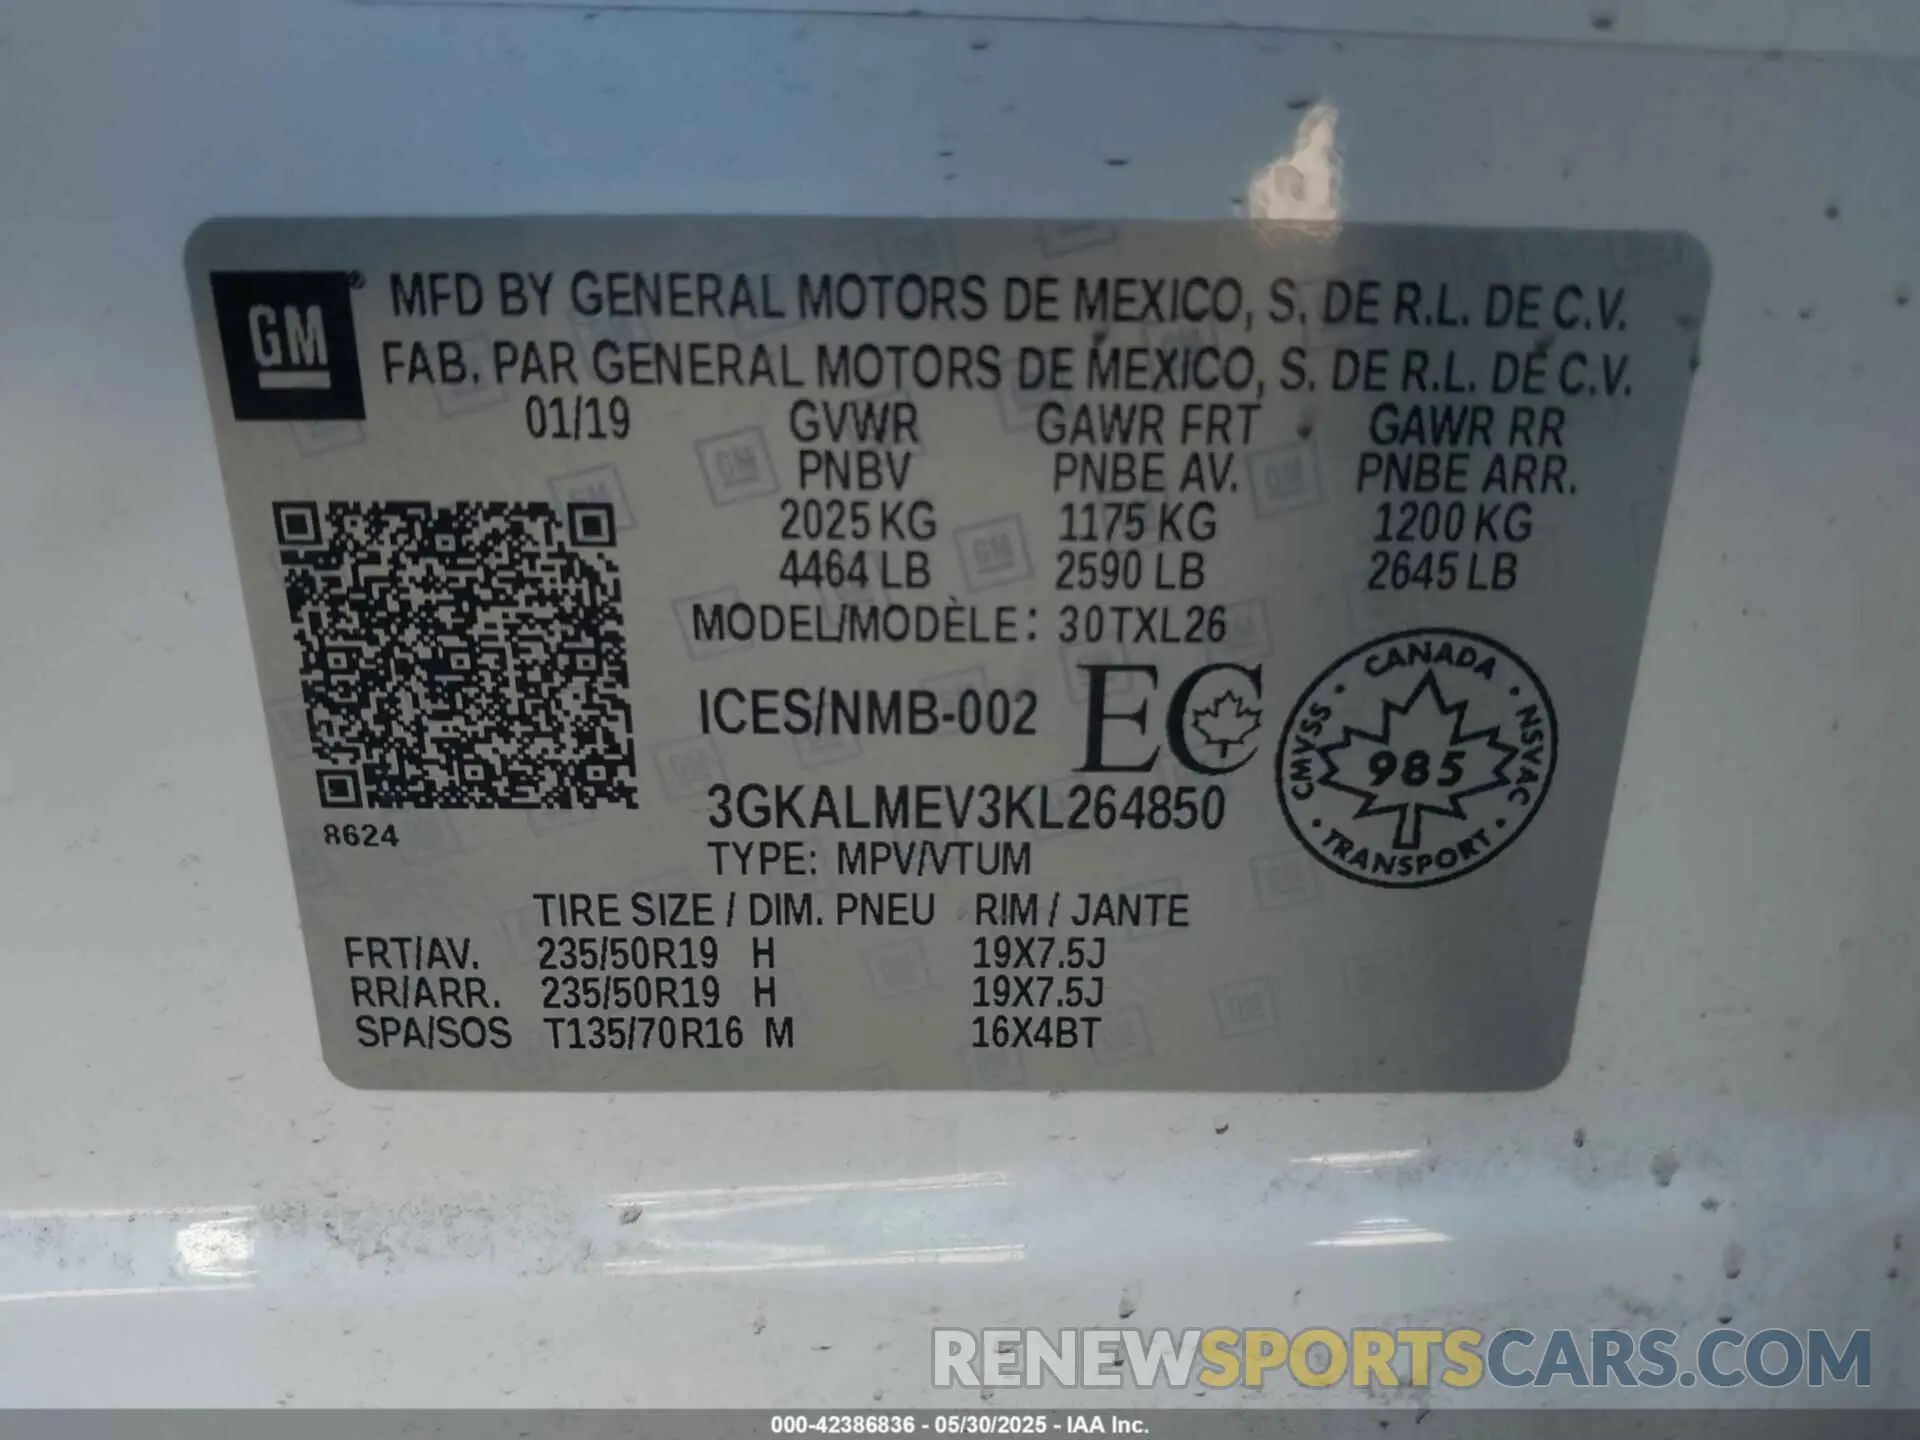 GM® MFD BY GENERAL MOTORS DE MEXICO, S. DE R.L. DE C.V.
FAB. PAR GENERAL MOTORS DE MEXICO, S. DE R.L. DE C.V.
01/19 GVWR GAWR FRT GAWR RR
PNBV PNBE AV. PNBE ARR.
2025 KG 1175 KG 1200 KG
4464 LB 2590 LB 2645 LB
MODEL/MODÈLE: 30TXL26
ICES/NMB-002 EC
CANADA
CMVSS • 985 • NSVAC
• TRANSPORT •
3GKALMEV3KL264850
8624
TYPE: MPV/VTUM
TIRE SIZE / DIM. PNEU RIM / JANTE
FRT/AV. 235/50R19 H 19X7.5J
RR/ARR. 235/50R19 H 19X7.5J
SPA/SOS T135/70R16 M 16X4BT
RENEWSPORTSCARS.COM
000-42386836 - 05/30/2025 - IAA Inc.